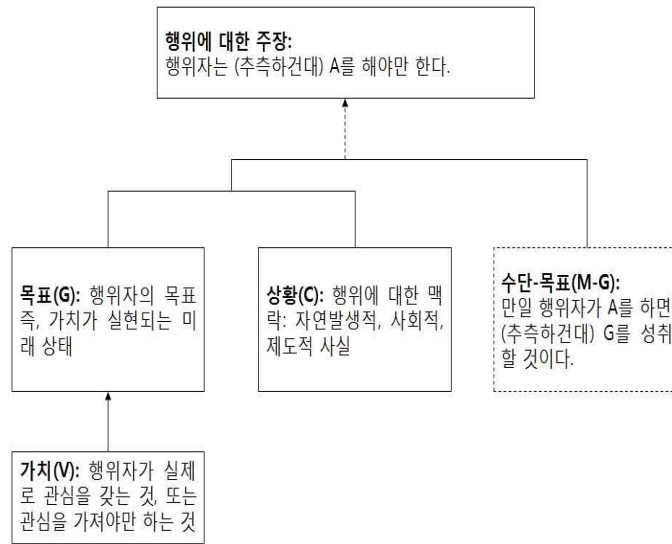 행위에 대한 주장:
행위자는 (추측하건대) A를 해야만 한다.
목표(G): 행위자의 목표
즉, 가치가 실현되는 미
래 상태
상황(C): 행위에 대한 맥
락: 자연발생적, 사회적,
제도적 사실
수단-목표(M-G):
만일 행위자가 A를 하면
(추측하건대) G를 성취
할 것이다.
가치(V): 행위자가 실제
로 관심을 갖는 것, 또는
관심을 가져야만 하는 것